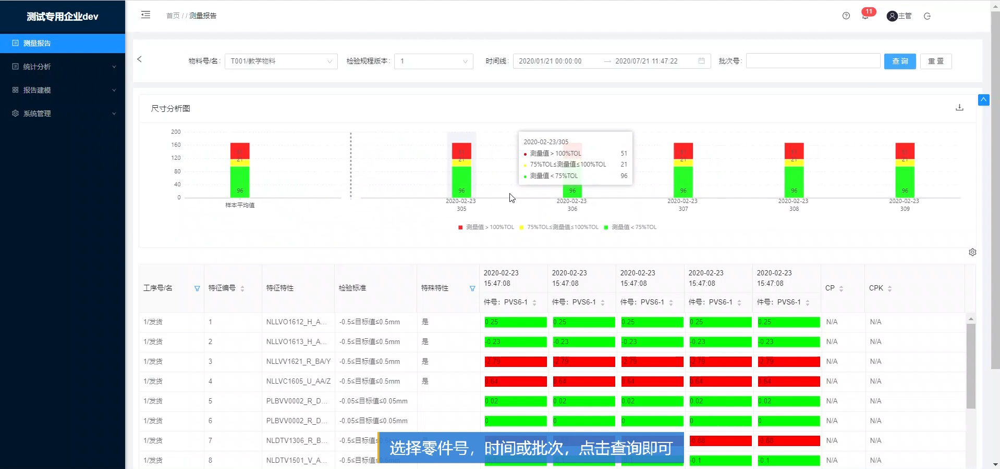 测试专用企业dev
首页 / / 测量报告
11
主管
测量报告
统计分析
报告建模
系统管理
物料号/名: T001/教学物料
检验规程版本: 1
时间线: 2020/01/21 00:00:00 → 2020/07/21 11:47:22
批次号:
查 询
重 置
尺寸分析图
200
160
120
80
40
0
21
96
样本平均值
21
96
2020-02-23
305
2020-02-23/305
测量值 > 100%TOL 51
75%TOL≤测量值≤100%TOL 21
测量值 < 75%TOL 96
96
2020-02-23
306
21
96
2020-02-23
307
21
96
2020-02-23
308
21
96
2020-02-23
309
测量值 > 100%TOL 75%TOL≤测量值≤100%TOL 测量值 < 75%TOL
工序号/名 特征编号 特征特性 检验标准 特殊特性 CP CPK
2020-02-23 2020-02-23 2020-02-23 2020-02-23 2020-02-23
15:47:08 15:47:08 15:47:08 15:47:08 15:47:08
件号：PVS6-1 件号：PVS6-1 件号：PVS6-1 件号：PVS6-1 件号：PVS6-1
1/发货 1 NLLVO1612_H_A... -0.5≤目标值≤0.5mm 是 0.25 0.25 0.25 0.25 0.25 N/A N/A
1/发货 2 NLLVO1613_H_A... -0.5≤目标值≤0.5mm 是 -0.23 -0.23 -0.23 -0.23 -0.23 N/A N/A
1/发货 3 NLLVV1621_R_BA/Y -0.5≤目标值≤0.5mm 是 -2.79 -2.79 -2.79 -2.79 -2.79 N/A N/A
1/发货 4 NLLVC1605_U_AA/Z -0.5≤目标值≤0.5mm 是 0.64 0.64 0.64 0.64 0.64 N/A N/A
1/发货 5 PLBVV0002_R_D... -0.05≤目标值≤0.05mm 0.02 0.02 0.02 0.02 0.02 N/A N/A
1/发货 6 PLBVV0002_R_D... -0.05≤目标值≤0.05mm 0 0 0 0 0 N/A N/A
1/发货 7 NLDTV1306_R_B... -0.5≤目标值≤ -0.88 -0.88 N/A N/A
1/发货 8 NLDTV1501_V_A... -0.5≤目标值≤ -0.1 -0.1 N/A N/A
选择零件号，时间或批次，点击查询即可